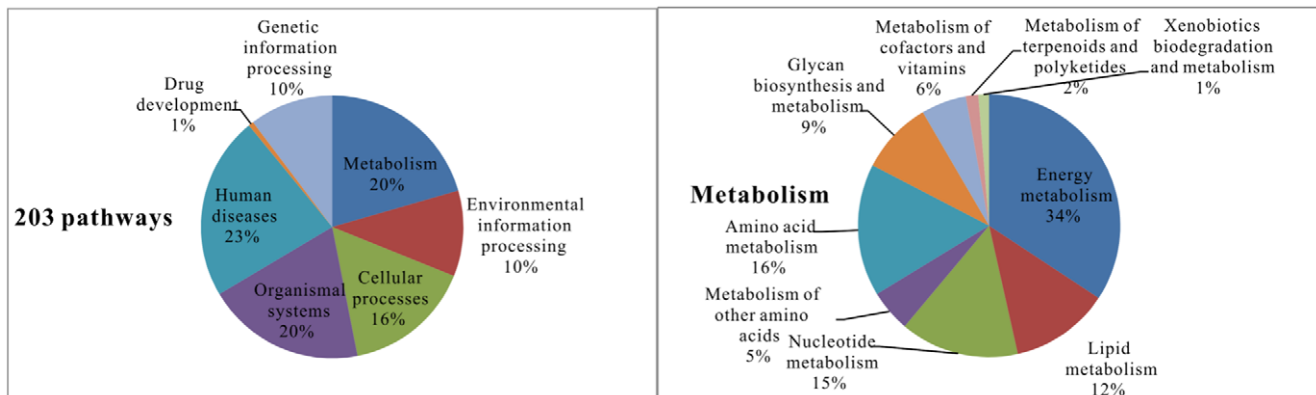 Genetic
information
processing
10%
Drug
development
1%
Metabolism
20%
Human
diseases
23%
203 pathways
Environmental
information
processing
10%
Organismal
systems
20%
Cellular
processes
16%
Metabolism of
cofactors and
vitamins
6%
Metabolism of
terpenoids and
polyketides
2%
Xenobiotics
biodegradation
and metabolism
1%
Glycan
biosynthesis and
metabolism
9%
Energy
metabolism
34%
Metabolism
Amino acid
metabolism
16%
Metabolism of
other amino
acids
5%
Nucleotide
metabolism
15%
Lipid
metabolism
12%